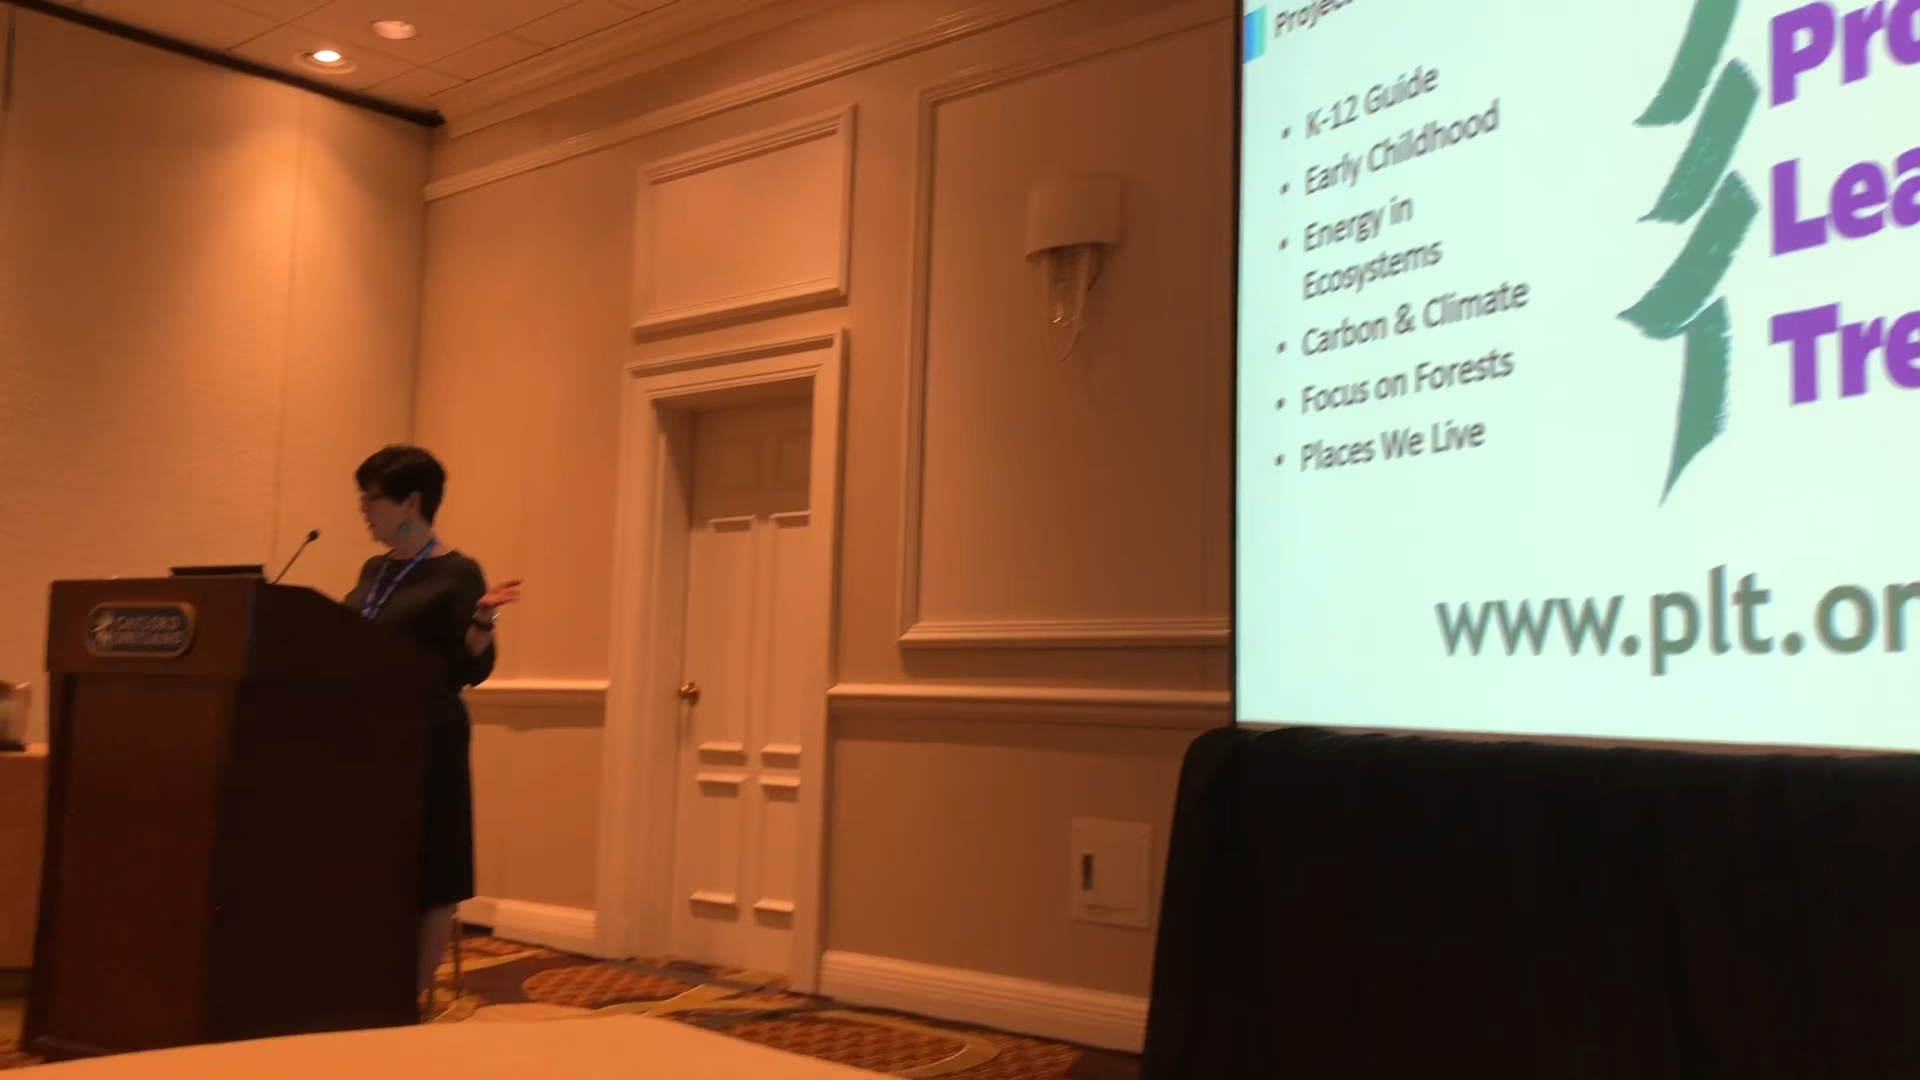 Project
K-12 Guide
Early Childhood
Energy in
Ecosystems
Carbon & Climate
Focus on Forests
Places We Live
Pro
Lea
Tre
www.plt.or